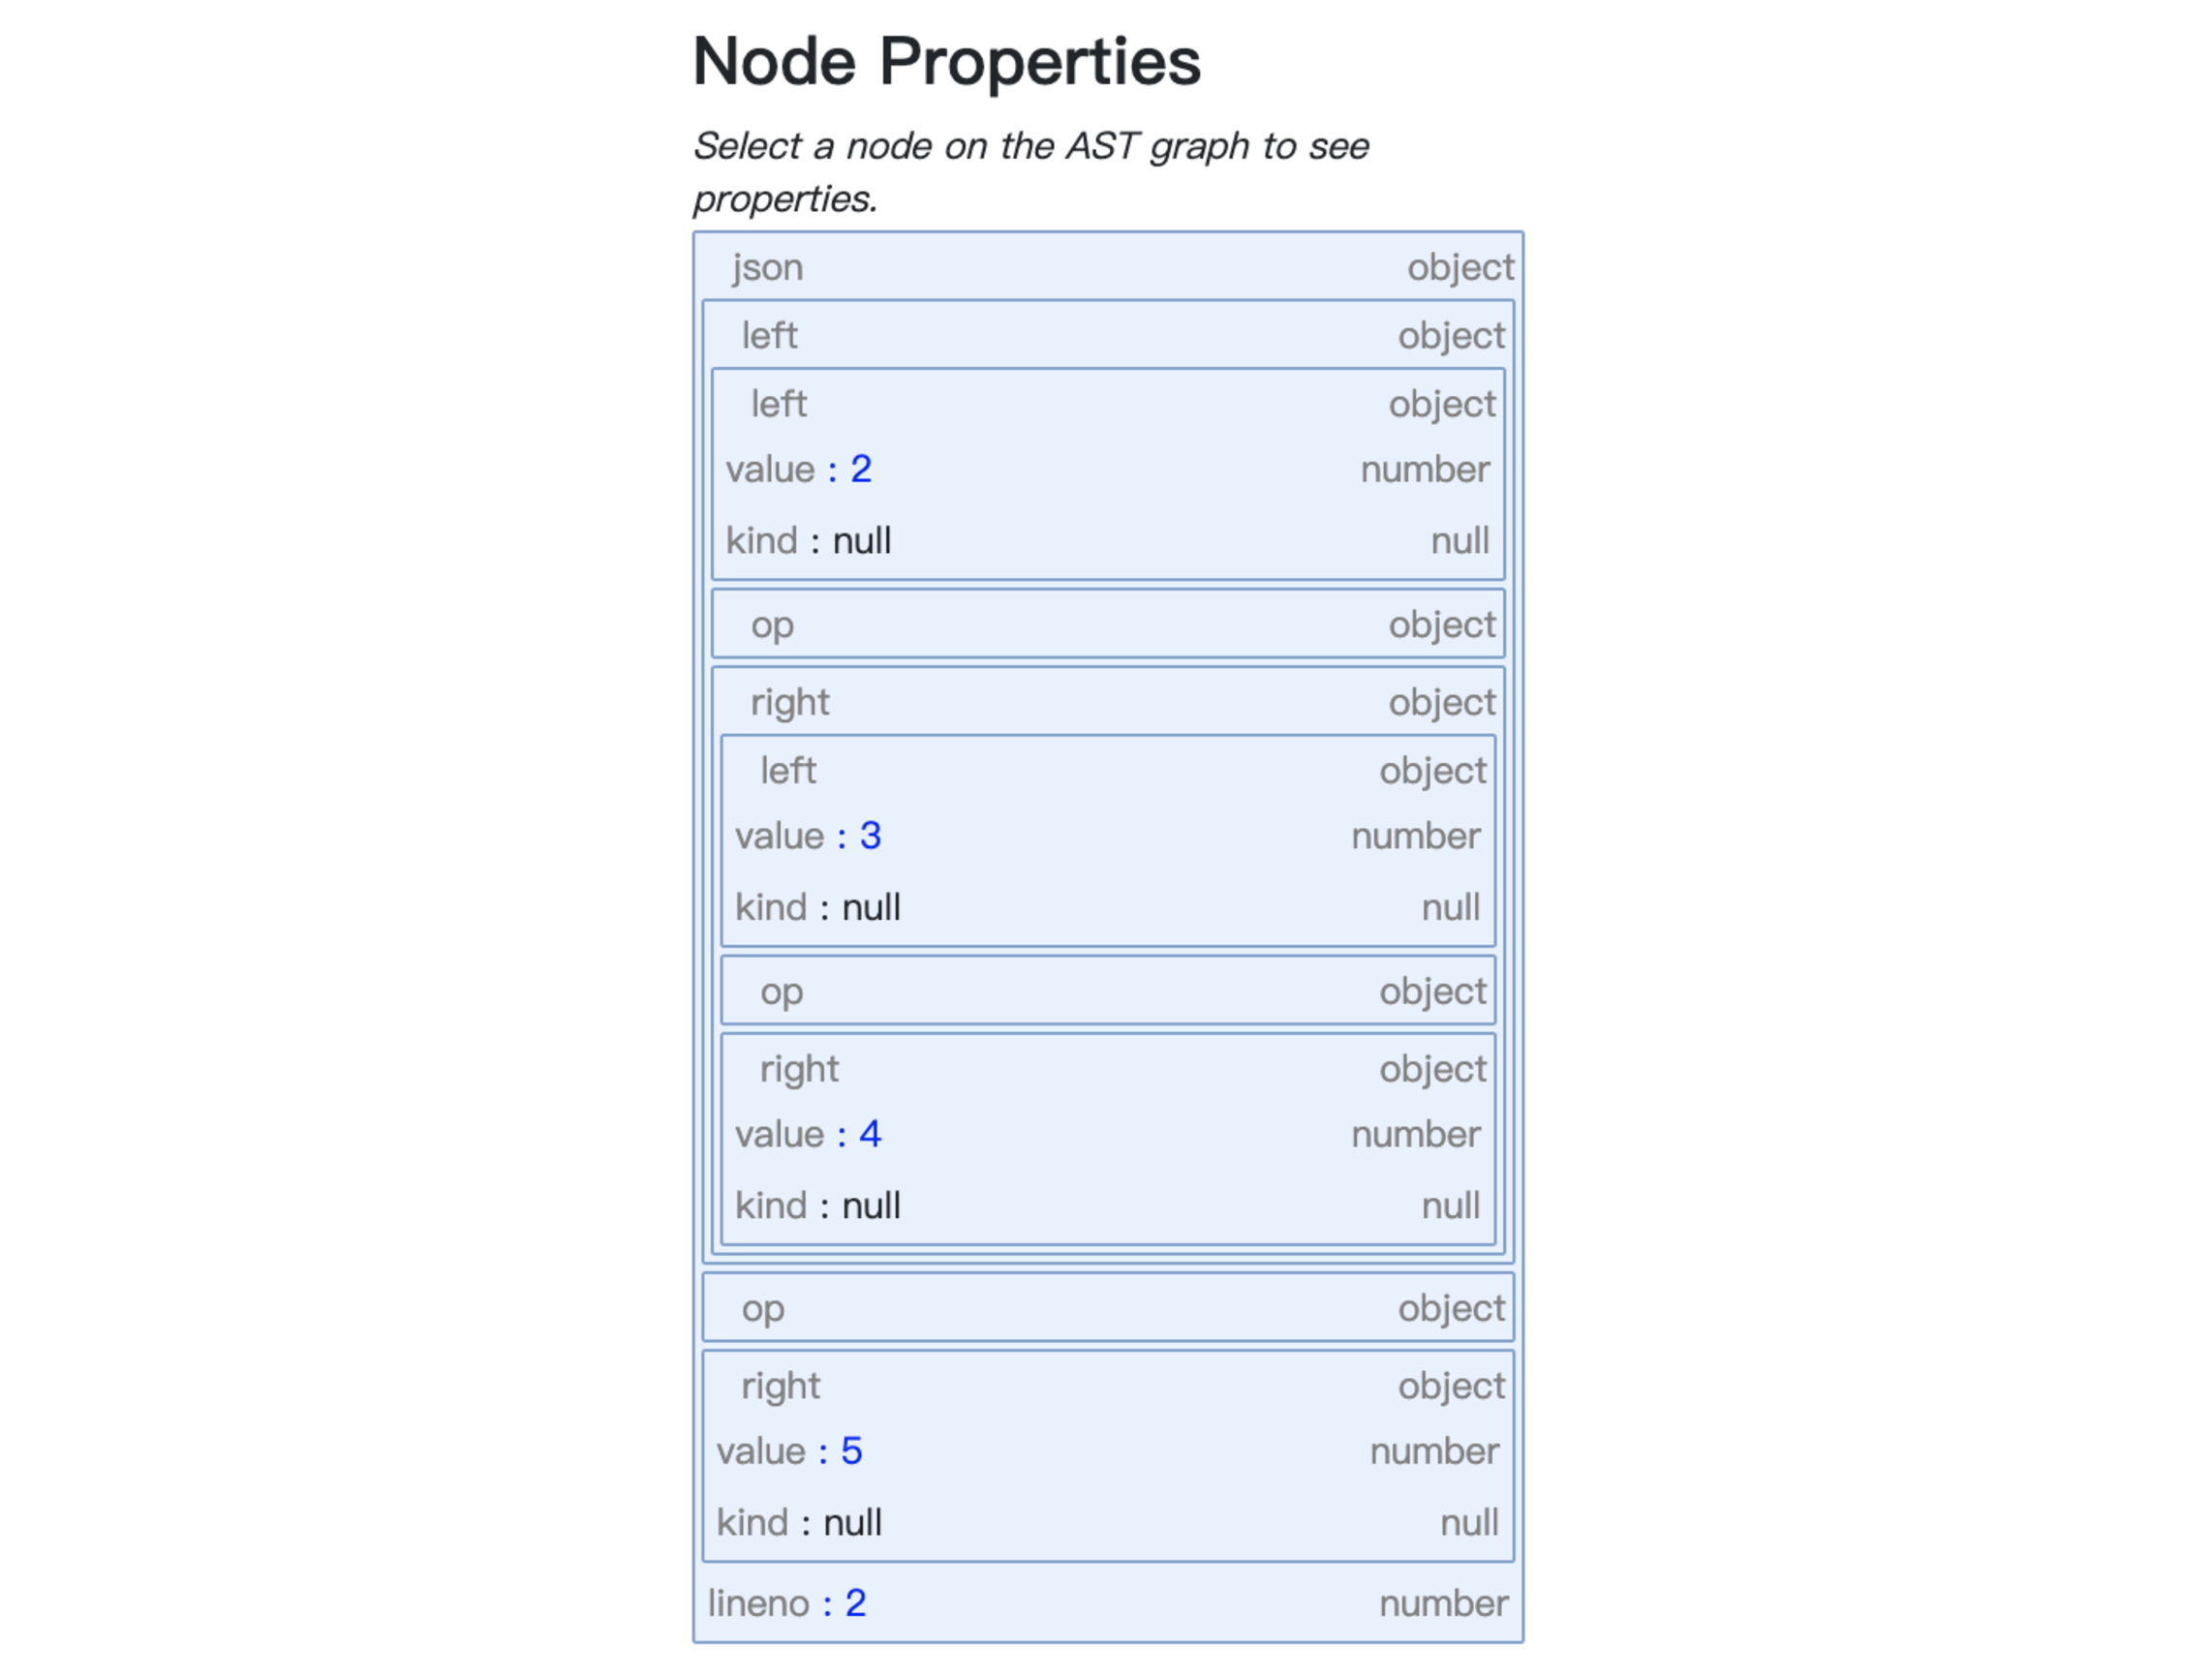 Node Properties
Select a node on the AST graph to see
properties.
json object
left object
left object
value : 2 number
kind : null null
op object
right object
left object
value : 3 number
kind : null null
op object
right object
value : 4 number
kind : null null
op object
right object
value : 5 number
kind : null null
lineno : 2 number